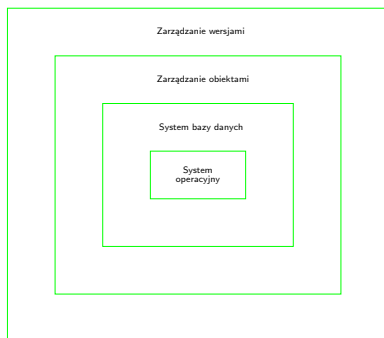 Zarządzanie wersjami
Zarządzanie obiektami
System bazy danych
System
operacyjny